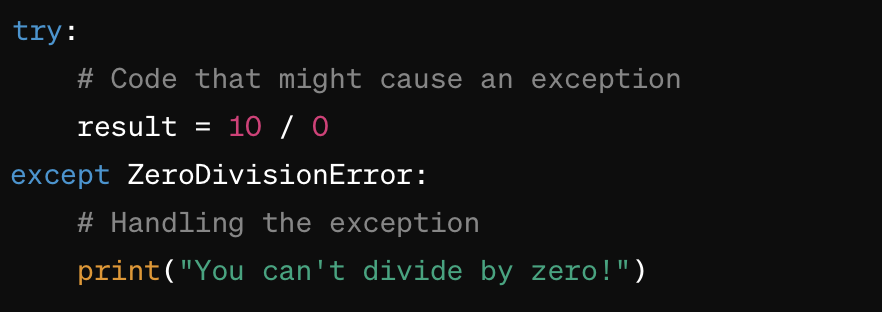 try:
    # Code that might cause an exception
    result = 10 / 0
except ZeroDivisionError:
    # Handling the exception
    print("You can't divide by zero!")